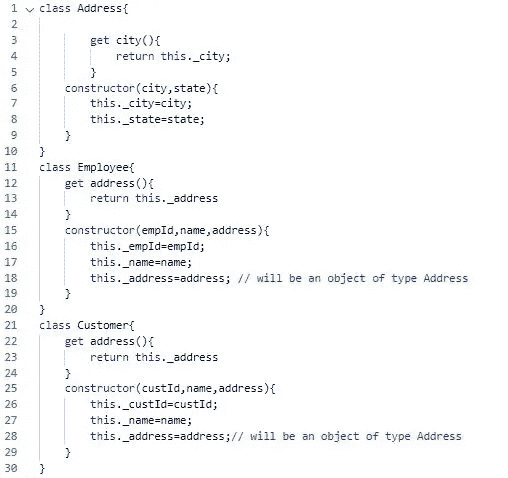 1 class Address{
2
3 get city(){
4 return this._city;
5 }
6 constructor(city,state){
7 this._city=city;
8 this._state=state;
9 }
10 }
11 class Employee{
12 get address(){
13 return this._address
14 }
15 constructor(empId,name,address){
16 this._empId=empId;
17 this._name=name;
18 this._address=address; // will be an object of type Address
19 }
20 }
21 class Customer{
22 get address(){
23 return this._address
24 }
25 constructor(custId,name,address){
26 this._custId=custId;
27 this._name=name;
28 this._address=address;// will be an object of type Address
29 }
30 }